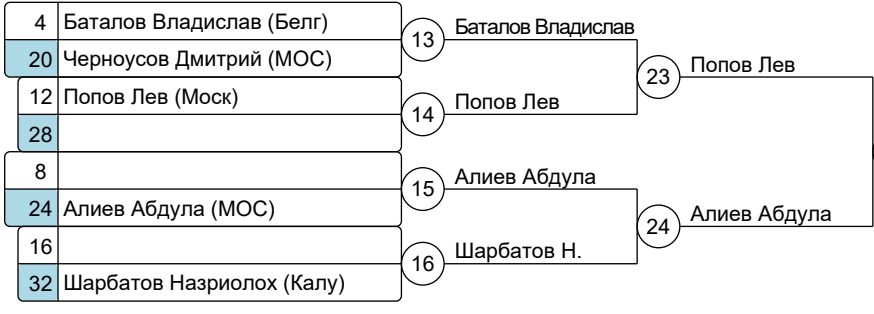 4 Баталов Владислав (Белг)
20 Черноусов Дмитрий (МОС)
13 Баталов Владислав
12 Попов Лев (Моск)
28
14 Попов Лев
23 Попов Лев
8
24 Алиев Абдула (МОС)
15 Алиев Абдула
16
32 Шарбатов Назриолох (Калу)
16 Шарбатов Н.
24 Алиев Абдула